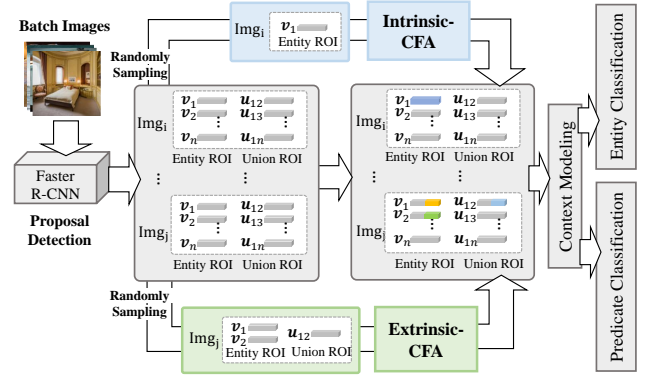 Batch Images
Faster
R-CNN
Proposal
Detection
Randomly
Sampling
Img_i
v_1
Entity ROI
Intrinsic-
CFA
Img_i
v_1 u_12
v_2 u_13
⋮ ⋮
v_n u_1n
Entity ROI Union ROI
⋮ ⋮ ⋮
Img_j
v_1 u_12
v_2 u_13
⋮ ⋮
v_n u_1n
Entity ROI Union ROI
Randomly
Sampling
Img_j
v_1 u_12
v_2
Entity ROI Union ROI
Extrinsic-
CFA
Img_i
v_1 u_12
v_2 u_13
⋮ ⋮
v_n u_1n
Entity ROI Union ROI
⋮ ⋮ ⋮
Img_j
v_1 u_12
v_2 u_13
⋮ ⋮
v_n u_1n
Entity ROI Union ROI
Context Modeling
Entity Classification
Predicate Classification